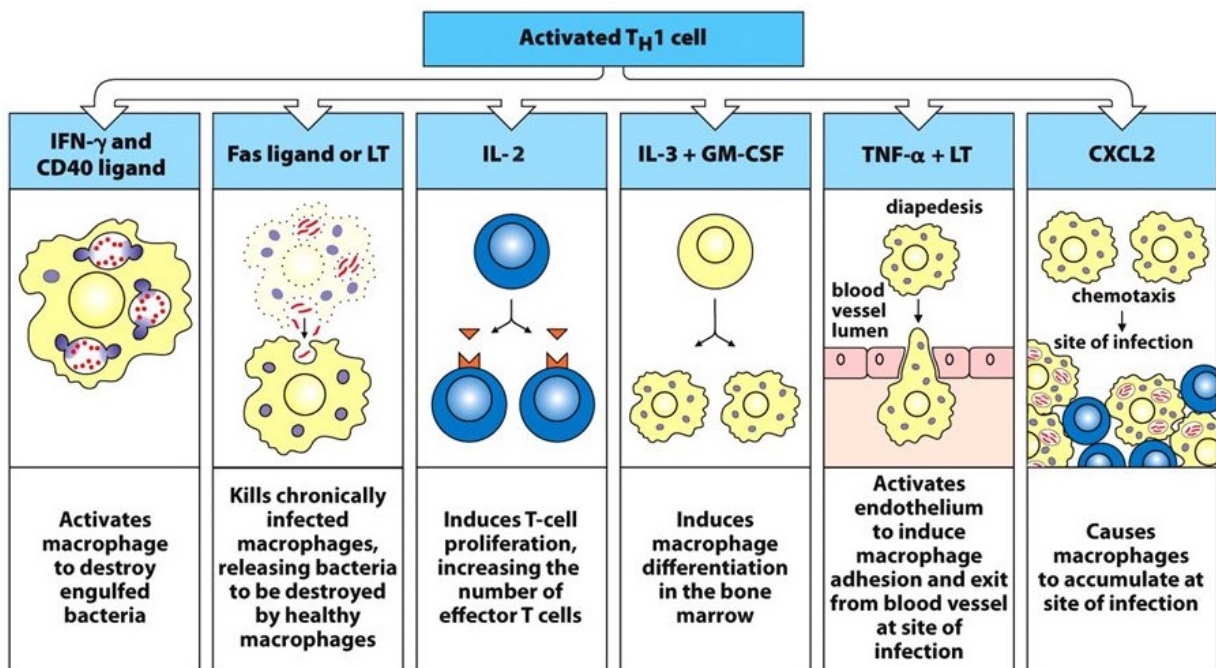 Activated TH1 cell
IFN-γ and
CD40 ligand
Fas ligand or LT
IL-2
IL-3 + GM-CSF
TNF-α + LT
CXCL2
diapedesis
blood
vessel
lumen
chemotaxis
site of infection
Activates
macrophage
to destroy
engulfed
bacteria
Kills chronically
infected
macrophages,
releasing bacteria
to be destroyed
by healthy
macrophages
Induces T-cell
proliferation,
increasing the
number of
effector T cells
Induces
macrophage
differentiation
in the bone
marrow
Activates
endothelium
to induce
macrophage
adhesion and exit
from blood vessel
at site of
infection
Causes
macrophages
to accumulate at
site of infection